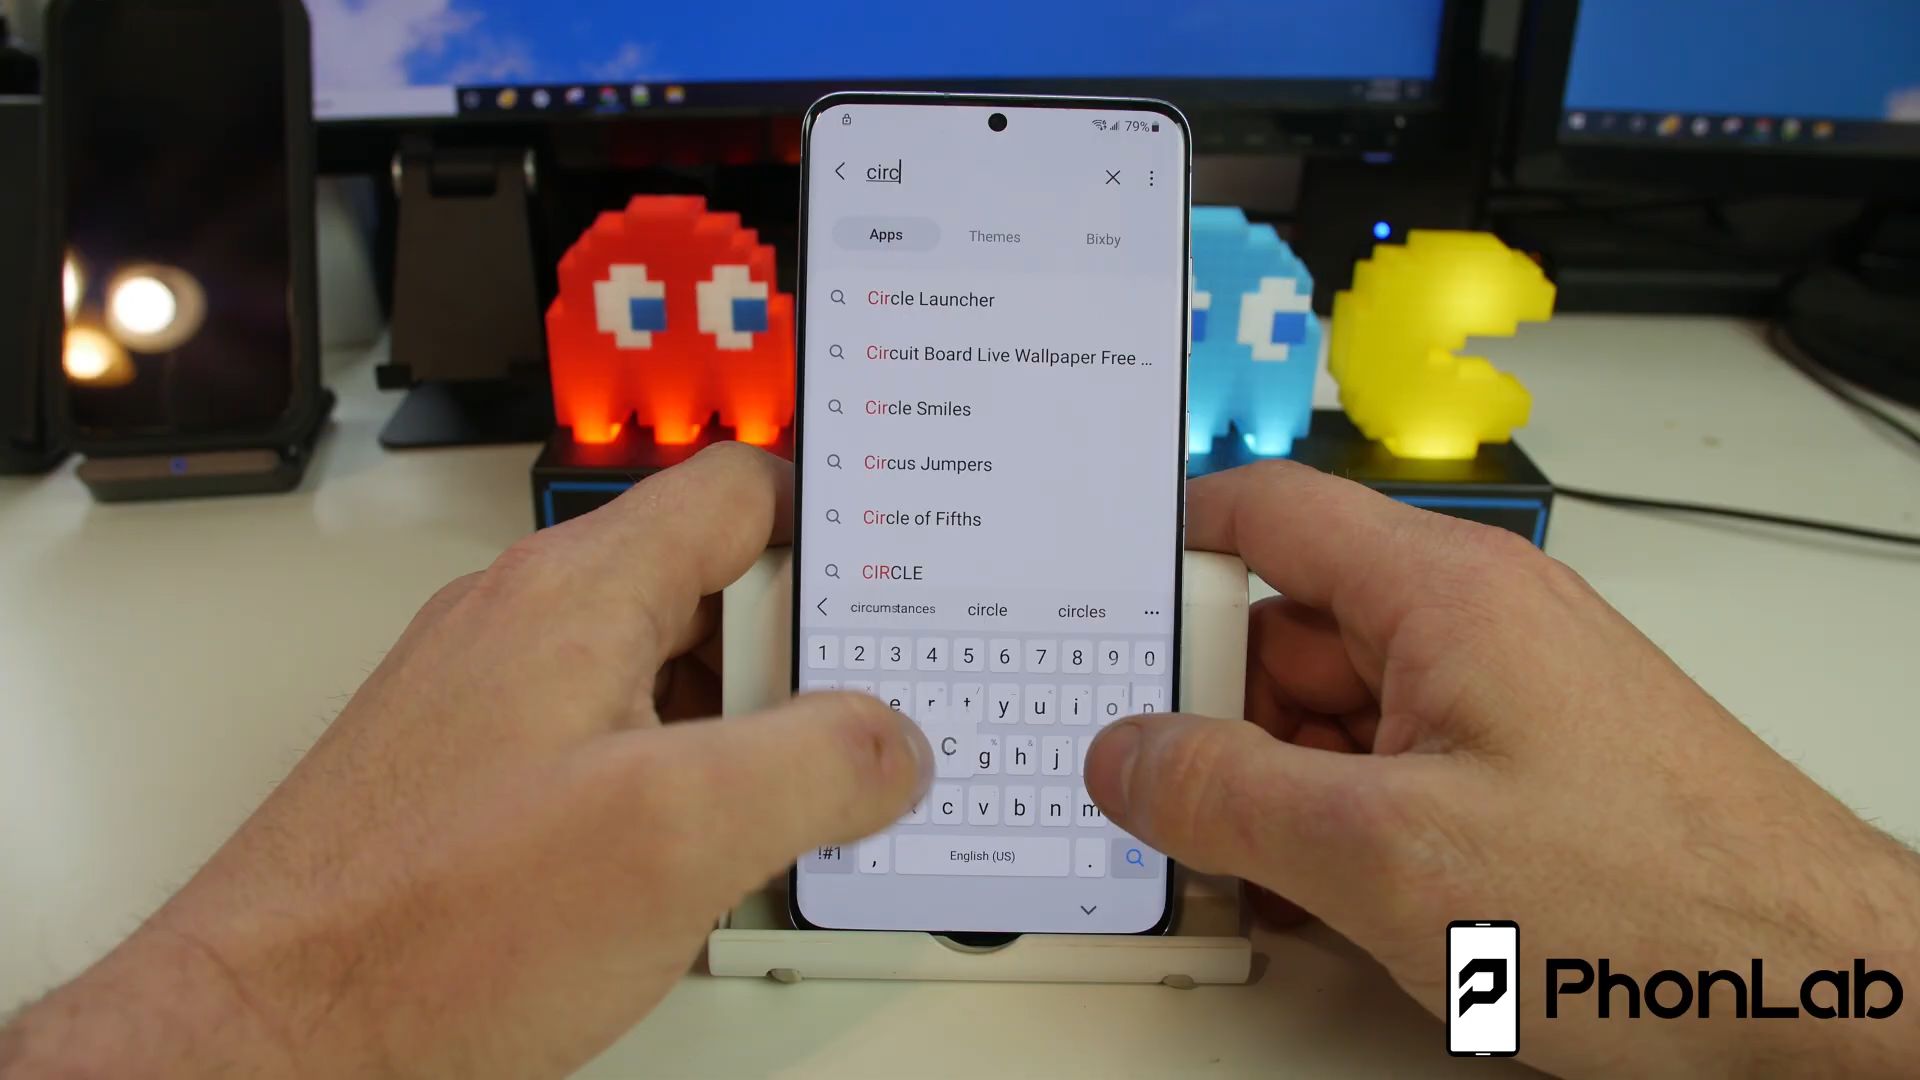 79%
circ
Apps Themes Bixby
Circle Launcher
Circuit Board Live Wallpaper Free ...
Circle Smiles
Circus Jumpers
Circle of Fifths
CIRCLE
circumstances circle circles ...
1 2 3 4 5 6 7 8 9 0
e r t y u i o p
C g h j
c v b n m
!#1 , English (US) .
PhonLab